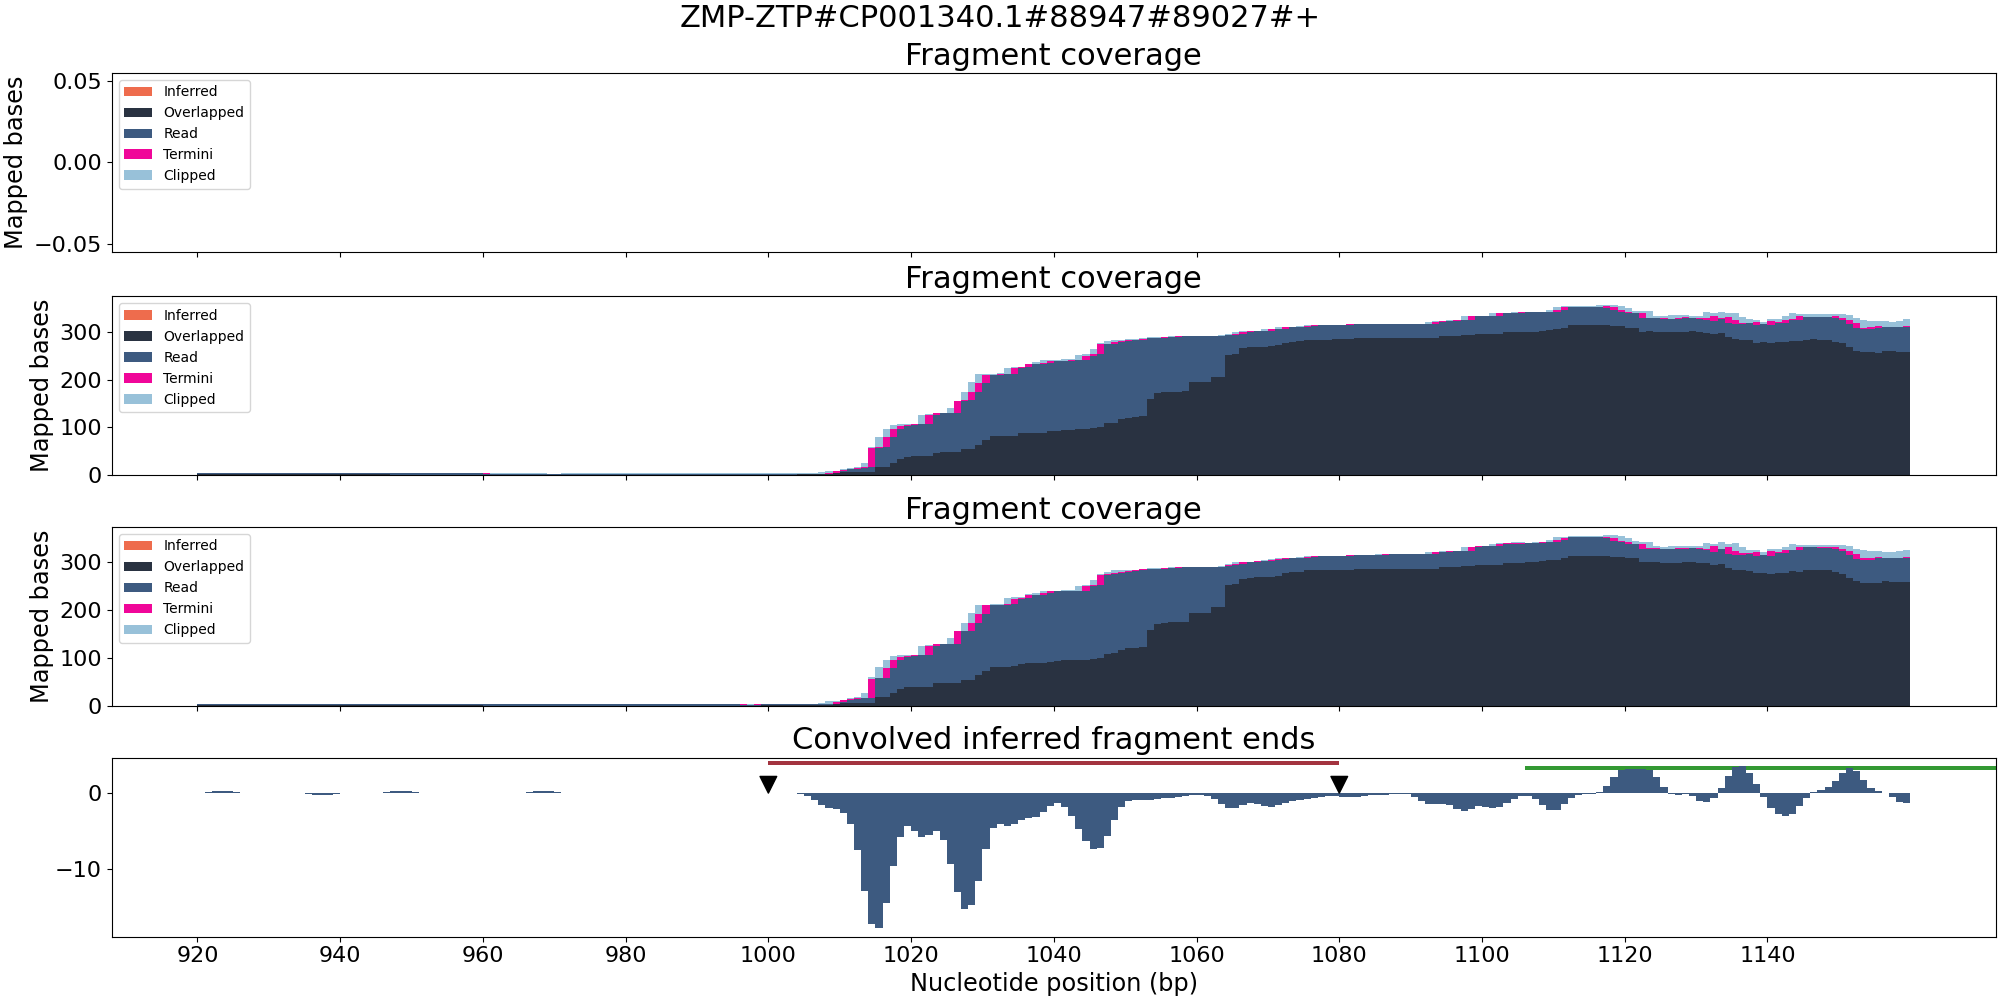 ZMP-ZTP#CP001340.1#88947#89027#+
Fragment coverage
Mapped bases
0.05
0.00
−0.05
Inferred
Overlapped
Read
Termini
Clipped
Fragment coverage
Mapped bases
300
200
100
0
Inferred
Overlapped
Read
Termini
Clipped
Fragment coverage
Mapped bases
300
200
100
0
Inferred
Overlapped
Read
Termini
Clipped
Convolved inferred fragment ends
0
−10
920 940 960 980 1000 1020 1040 1060 1080 1100 1120 1140
Nucleotide position (bp)